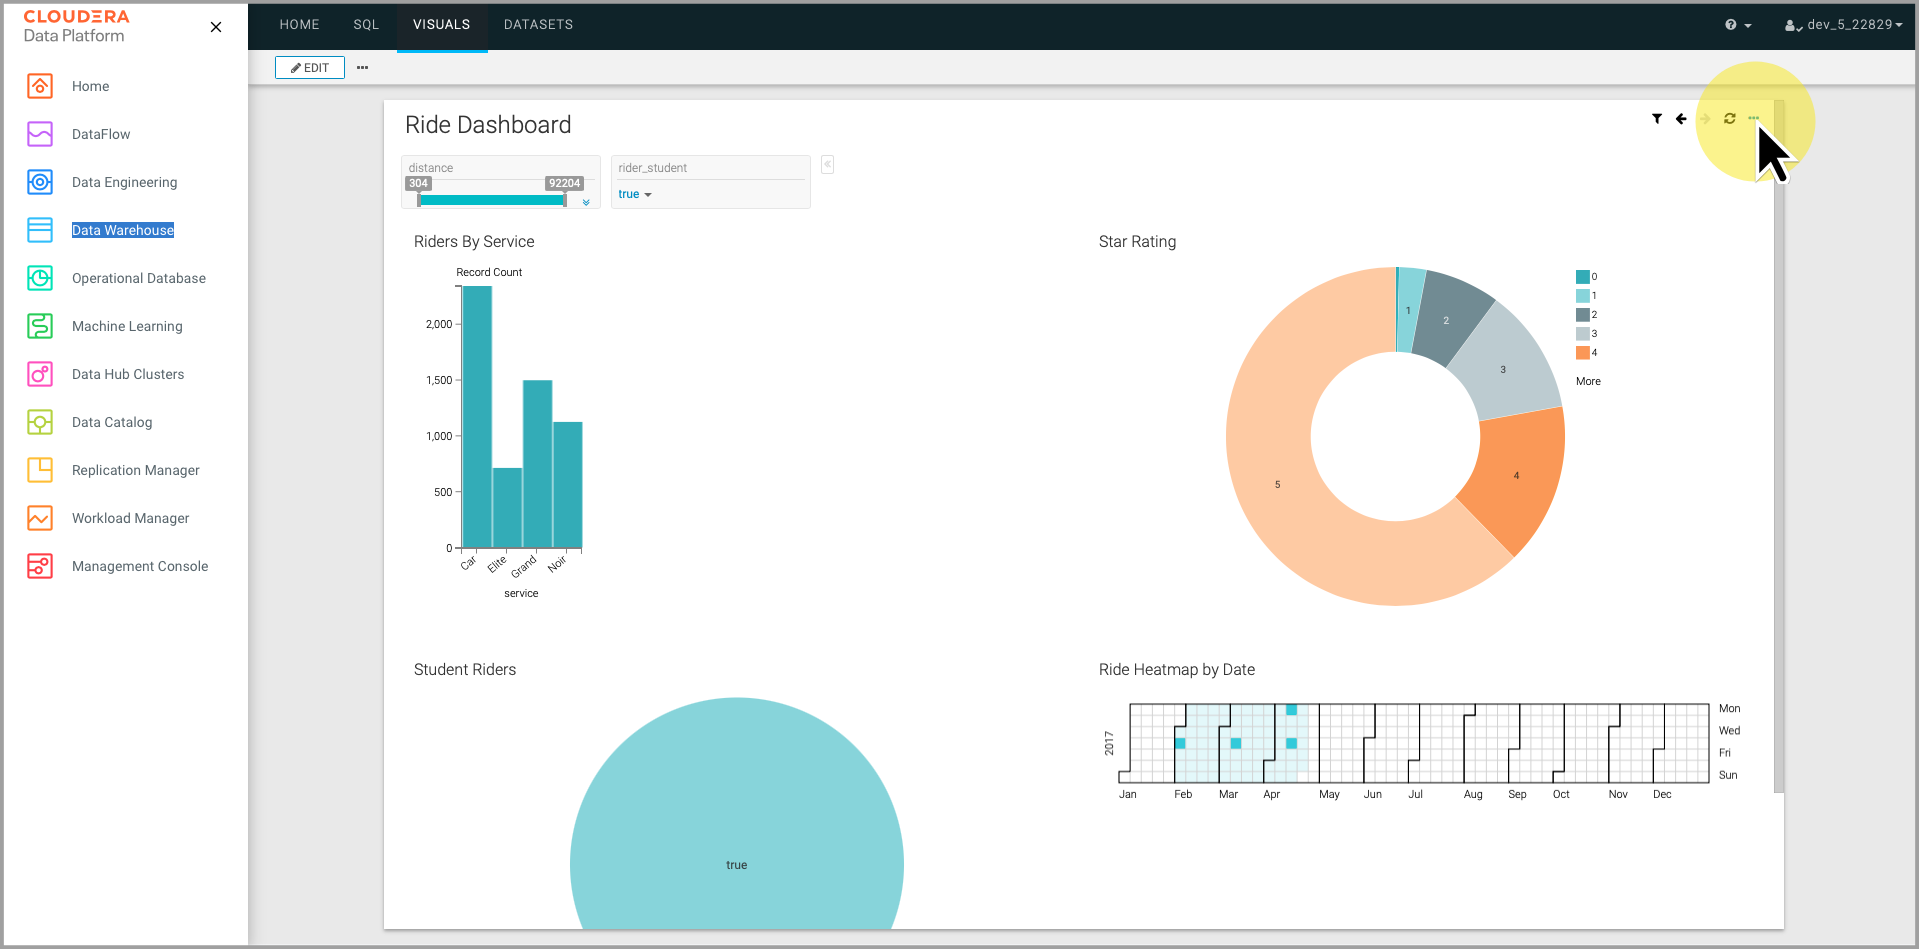 CLOUDERA
Data Platform
Home
DataFlow
Data Engineering
Data Warehouse
Operational Database
Machine Learning
Data Hub Clusters
Data Catalog
Replication Manager
Workload Manager
Management Console
HOME SQL VISUALS DATASETS
dev_5_22829
EDIT
Ride Dashboard
distance
304 92204
rider_student
true
Riders By Service
Record Count
2,000
1,500
1,000
500
0
Car Elite Grand Noir
service
Star Rating
1
2
3
4
5
0
1
2
3
4
More
Student Riders
true
Ride Heatmap by Date
2017
Mon
Wed
Fri
Sun
Jan Feb Mar Apr May Jun Jul Aug Sep Oct Nov Dec